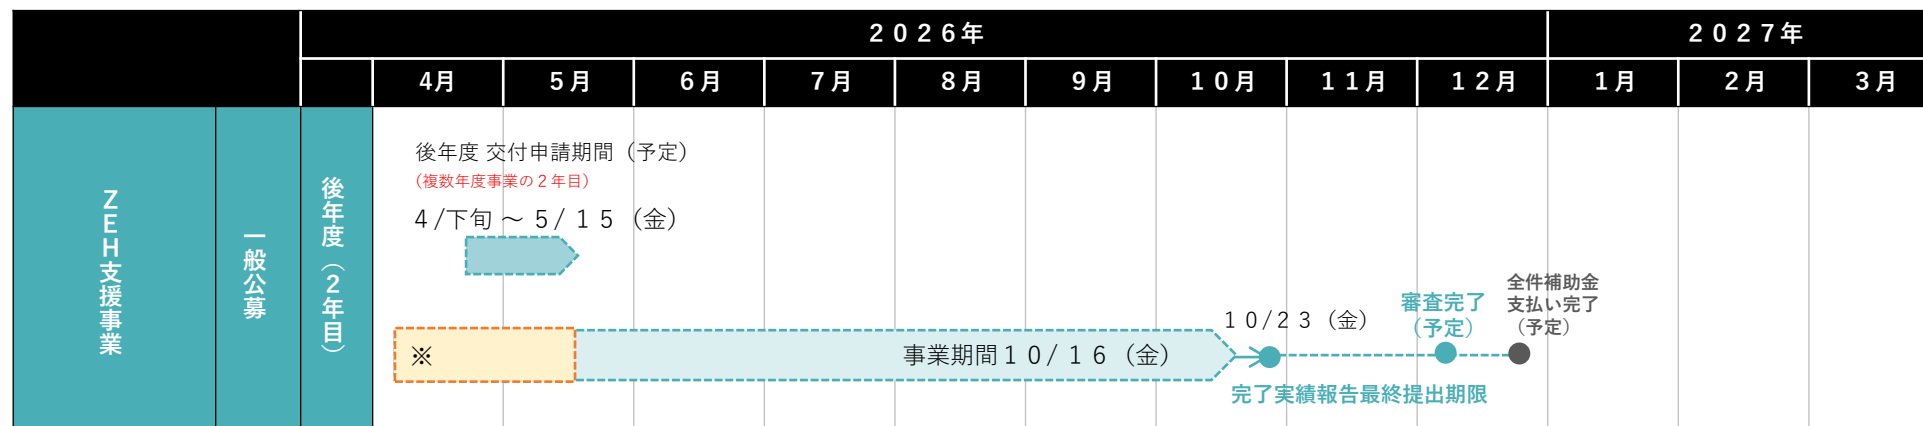 ２０２６年
２０２７年
4月
５月
６月
７月
８月
９月
１０月
１１月
１２月
１月
２月
３月
ＺＥＨ支援事業
一般公募
後年度（２年目）
後年度 交付申請期間（予定）
（複数年度事業の２年目）
４/下旬 ～ ５/ １５（金）
※
事業期間１０/ １６（金）
１０/２３（金）
完了実績報告最終提出期限
審査完了
（予定）
全件補助金
支払い完了
（予定）